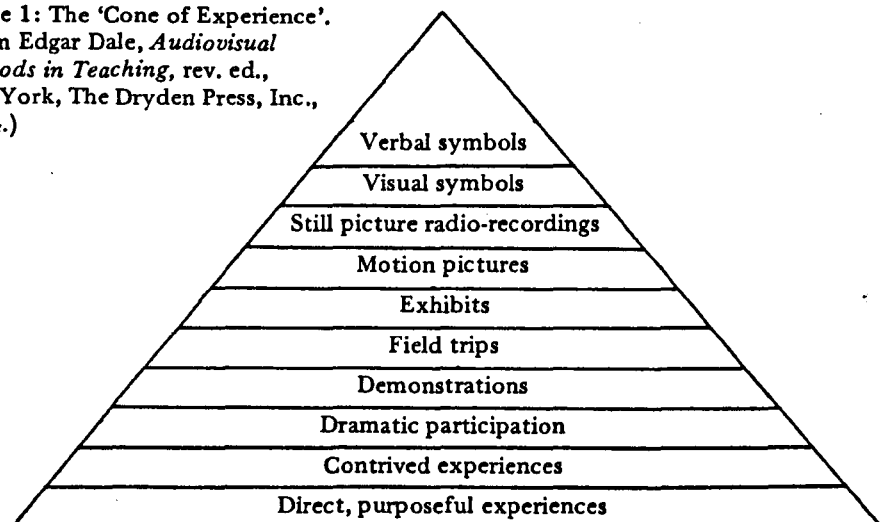 e 1: The ‘Cone of Experience’.
n Edgar Dale, Audiovisual
ods in Teaching, rev. ed.,
York, The Dryden Press, Inc.,
.)
Verbal symbols
Visual symbols
Still picture radio-recordings
Motion pictures
Exhibits
Field trips
Demonstrations
Dramatic participation
Contrived experiences
Direct, purposeful experiences